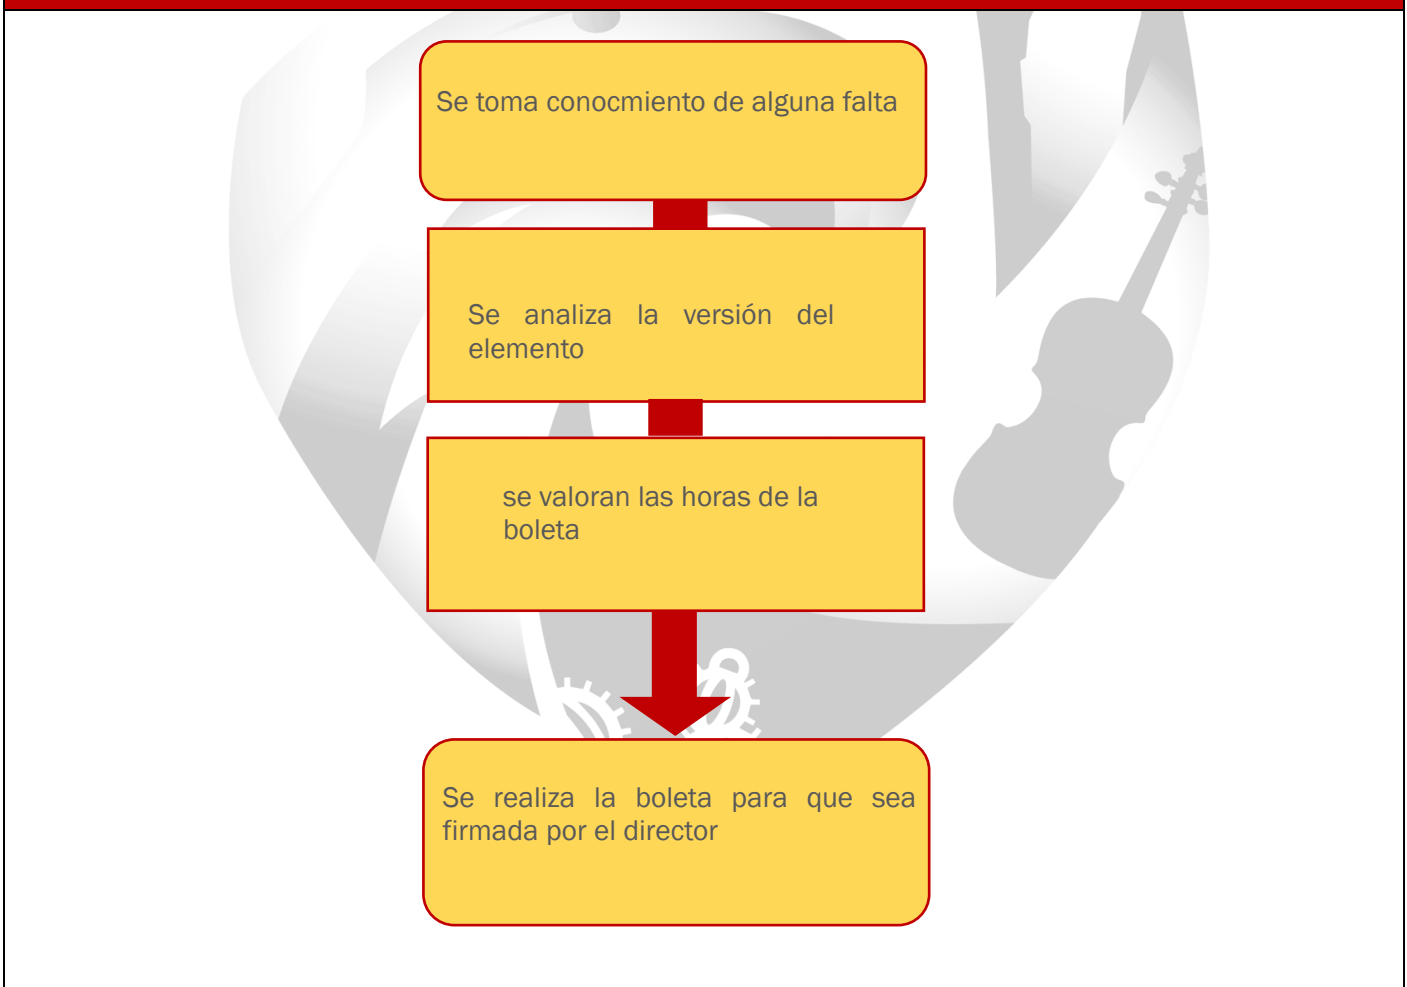 Se toma conocmiento de alguna falta
Se analiza la versión del
elemento
se valoran las horas de la
boleta
Se realiza la boleta para que sea
firmada por el director